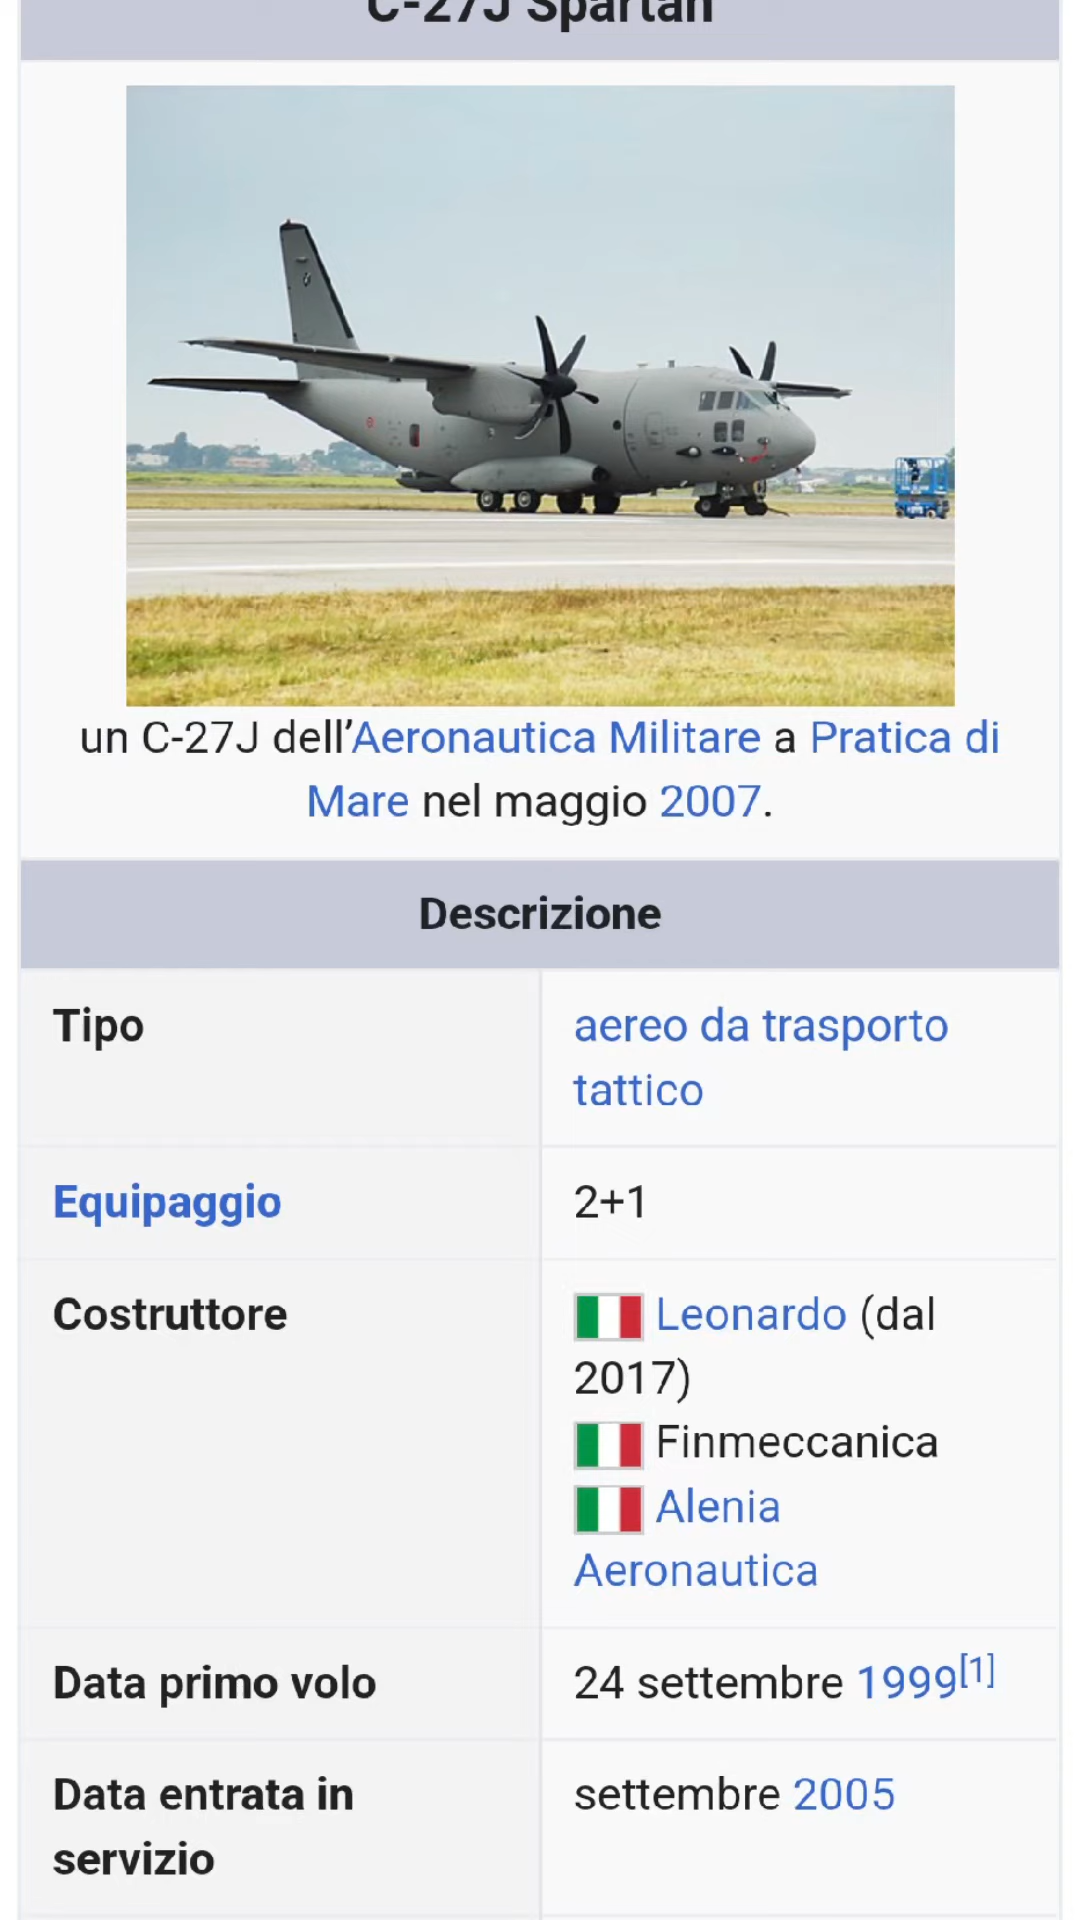 C-27J Spartan
un C-27J dell'Aeronautica Militare a Pratica di
Mare nel maggio 2007.
Descrizione
Tipo
aereo da trasporto
tattico
Equipaggio
2+1
Costruttore
Leonardo (dal
2017)
Finmeccanica
Alenia
Aeronautica
Data primo volo
24 settembre 1999[1]
Data entrata in
servizio
settembre 2005